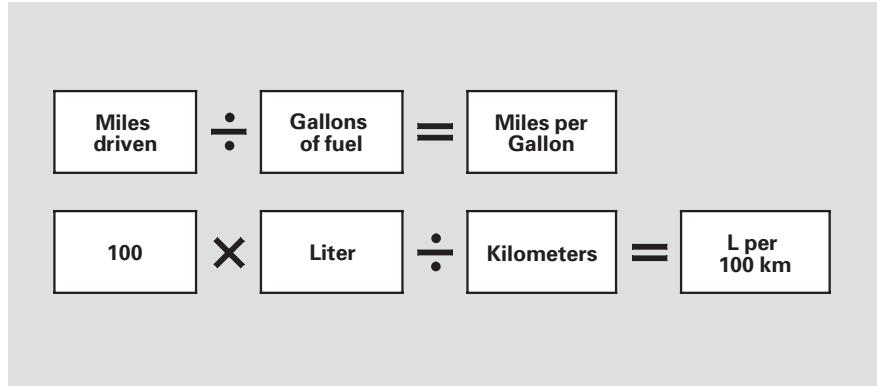 Miles driven ÷ Gallons of fuel = Miles per Gallon
100 × Liter ÷ Kilometers = L per 100 km